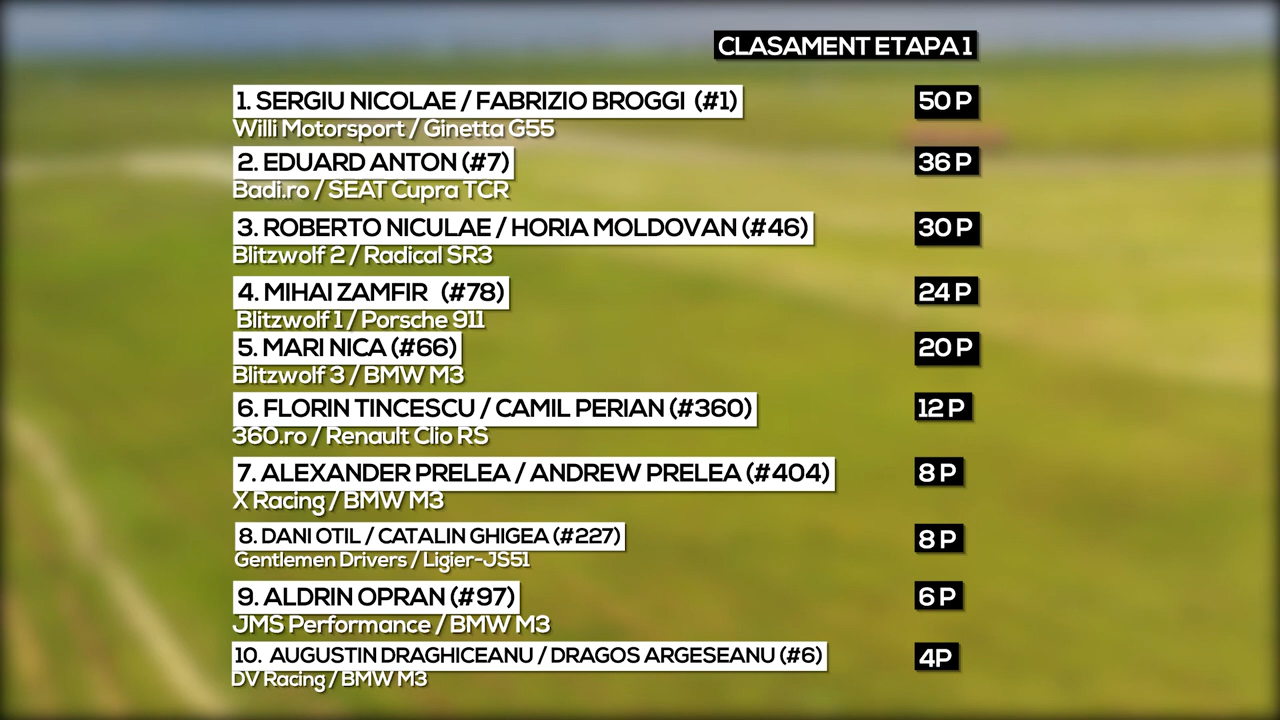 CLASAMENT ETAPA 1
1. SERGIU NICOLAE / FABRIZIO BROGGI (#1) 50 P
Willi Motorsport / Ginetta G55
2. EDUARD ANTON (#7) 36 P
Badi.ro / SEAT Cupra TCR
3. ROBERTO NICULAE / HORIA MOLDOVAN (#46) 30 P
Blitzwolf 2 / Radical SR3
4. MIHAI ZAMFIR (#78) 24 P
Blitzwolf 1 / Porsche 911
5. MARI NICA (#66) 20 P
Blitzwolf 3 / BMW M3
6. FLORIN TINCESCU / CAMIL PERIAN (#360) 12 P
360.ro / Renault Clio RS
7. ALEXANDER PRELEA / ANDREW PRELEA (#404) 8 P
X Racing / BMW M3
8. DANI OTIL / CATALIN GHIGEA (#227) 8 P
Gentlemen Drivers / Ligier-JS51
9. ALDRIN OPRAN (#97) 6 P
JMS Performance / BMW M3
10. AUGUSTIN DRAGHICEANU / DRAGOS ARGESEANU (#6) 4P
DV Racing / BMW M3